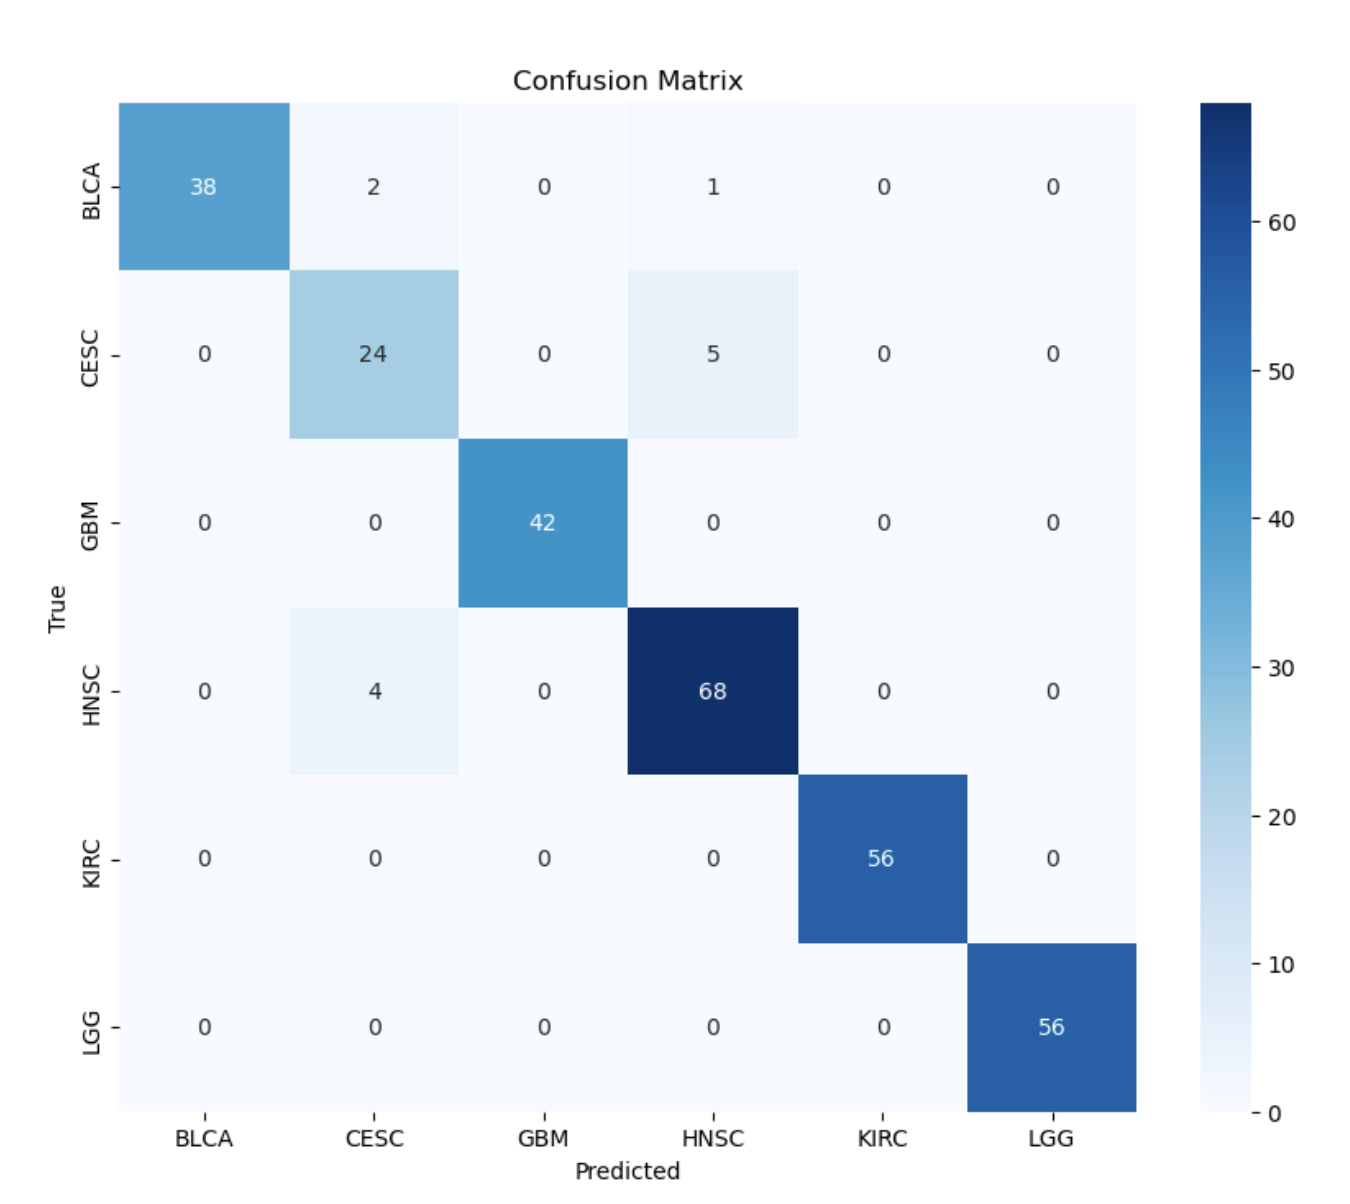 Confusion Matrix
BLCA 38 2 0 1 0 0
CESC 0 24 0 5 0 0
GBM 0 0 42 0 0 0
HNSC 0 4 0 68 0 0
KIRC 0 0 0 0 56 0
LGG 0 0 0 0 0 56
True
BLCA CESC GBM HNSC KIRC LGG
Predicted
60
50
40
30
20
10
0